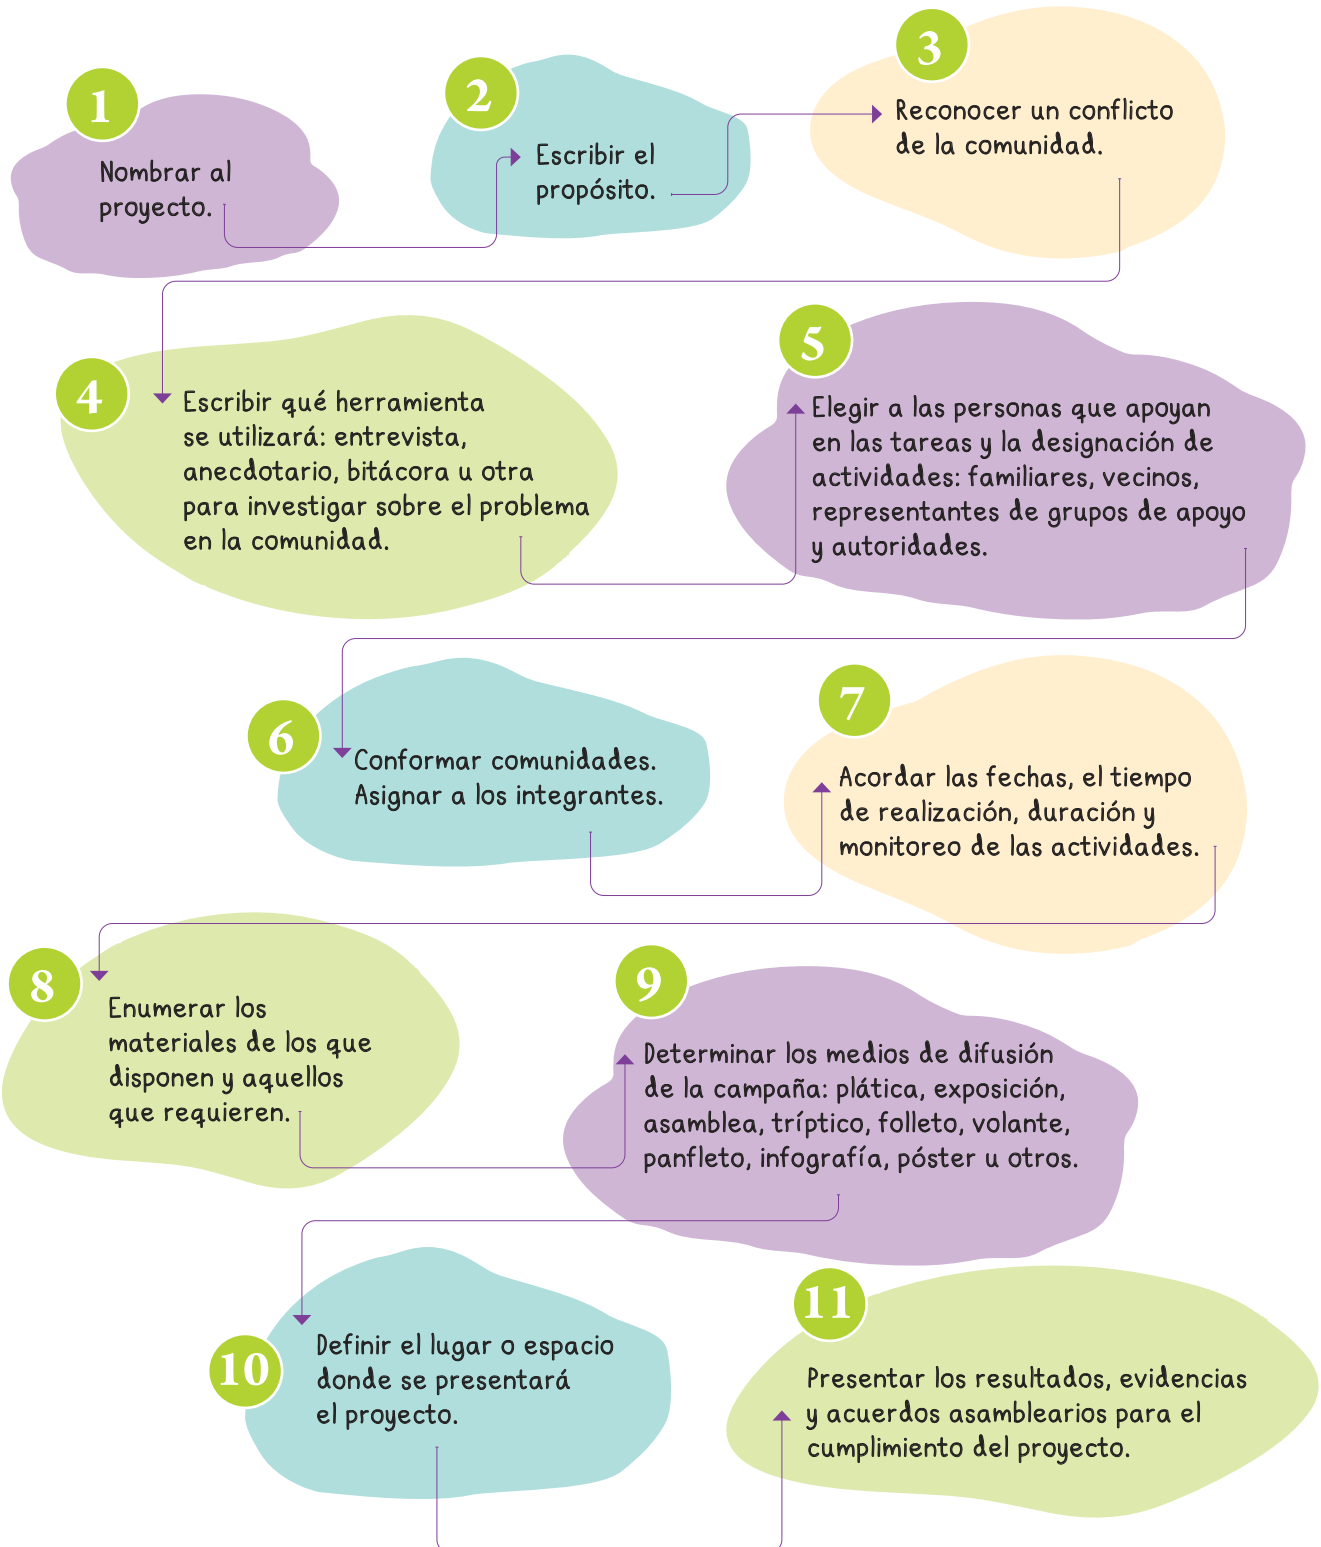 1
Nombrar al
proyecto.
2
Escribir el
propósito.
3
Reconocer un conflicto
de la comunidad.
4
Escribir qué herramienta
se utilizará: entrevista,
anecdotario, bitácora u otra
para investigar sobre el problema
en la comunidad.
5
Elegir a las personas que apoyan
en las tareas y la designación de
actividades: familiares, vecinos,
representantes de grupos de apoyo
y autoridades.
6
Conformar comunidades.
Asignar a los integrantes.
7
Acordar las fechas, el tiempo
de realización, duración y
monitoreo de las actividades.
8
Enumerar los
materiales de los que
disponen y aquellos
que requieren.
9
Determinar los medios de difusión
de la campaña: plática, exposición,
asamblea, tríptico, folleto, volante,
panfleto, infografía, póster u otros.
10
Definir el lugar o espacio
donde se presentará
el proyecto.
11
Presentar los resultados, evidencias
y acuerdos asamblearios para el
cumplimiento del proyecto.